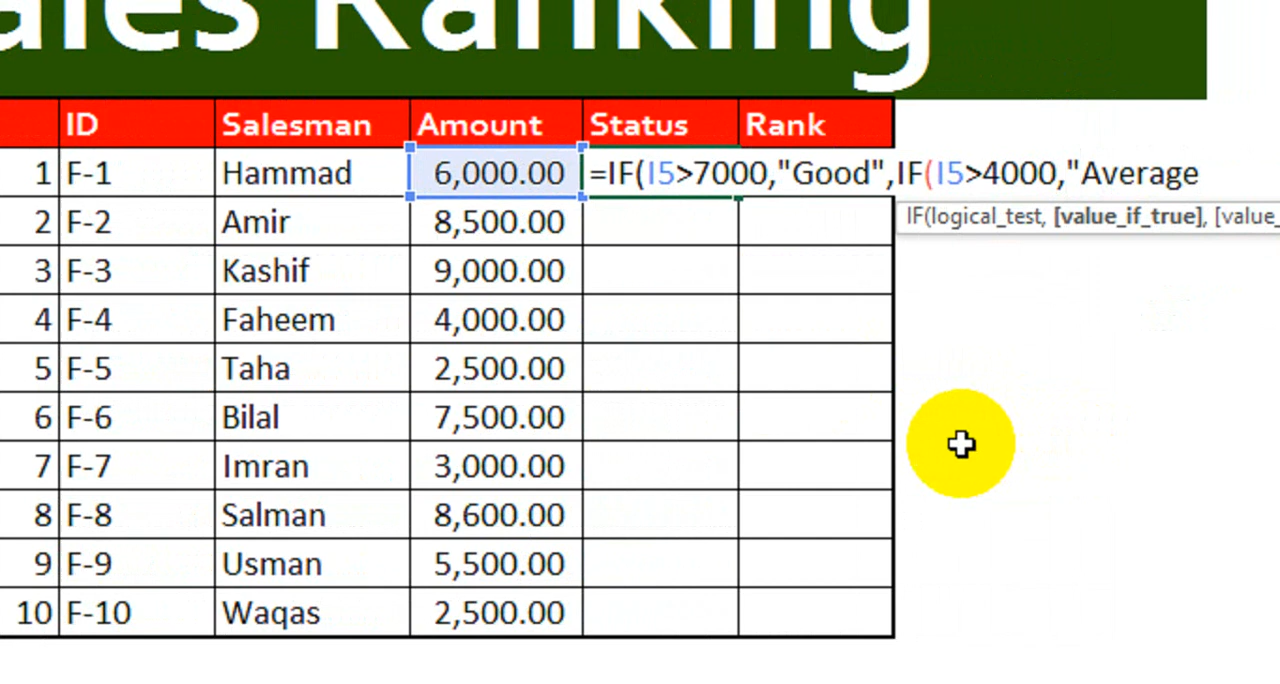 ales Ranking
ID Salesman Amount Status Rank
1 F-1 Hammad 6,000.00 =IF(I5>7000,"Good",IF(I5>4000,"Average
IF(logical_test, [value_if_true], [value_
2 F-2 Amir 8,500.00
3 F-3 Kashif 9,000.00
4 F-4 Faheem 4,000.00
5 F-5 Taha 2,500.00
6 F-6 Bilal 7,500.00
7 F-7 Imran 3,000.00
8 F-8 Salman 8,600.00
9 F-9 Usman 5,500.00
10 F-10 Waqas 2,500.00